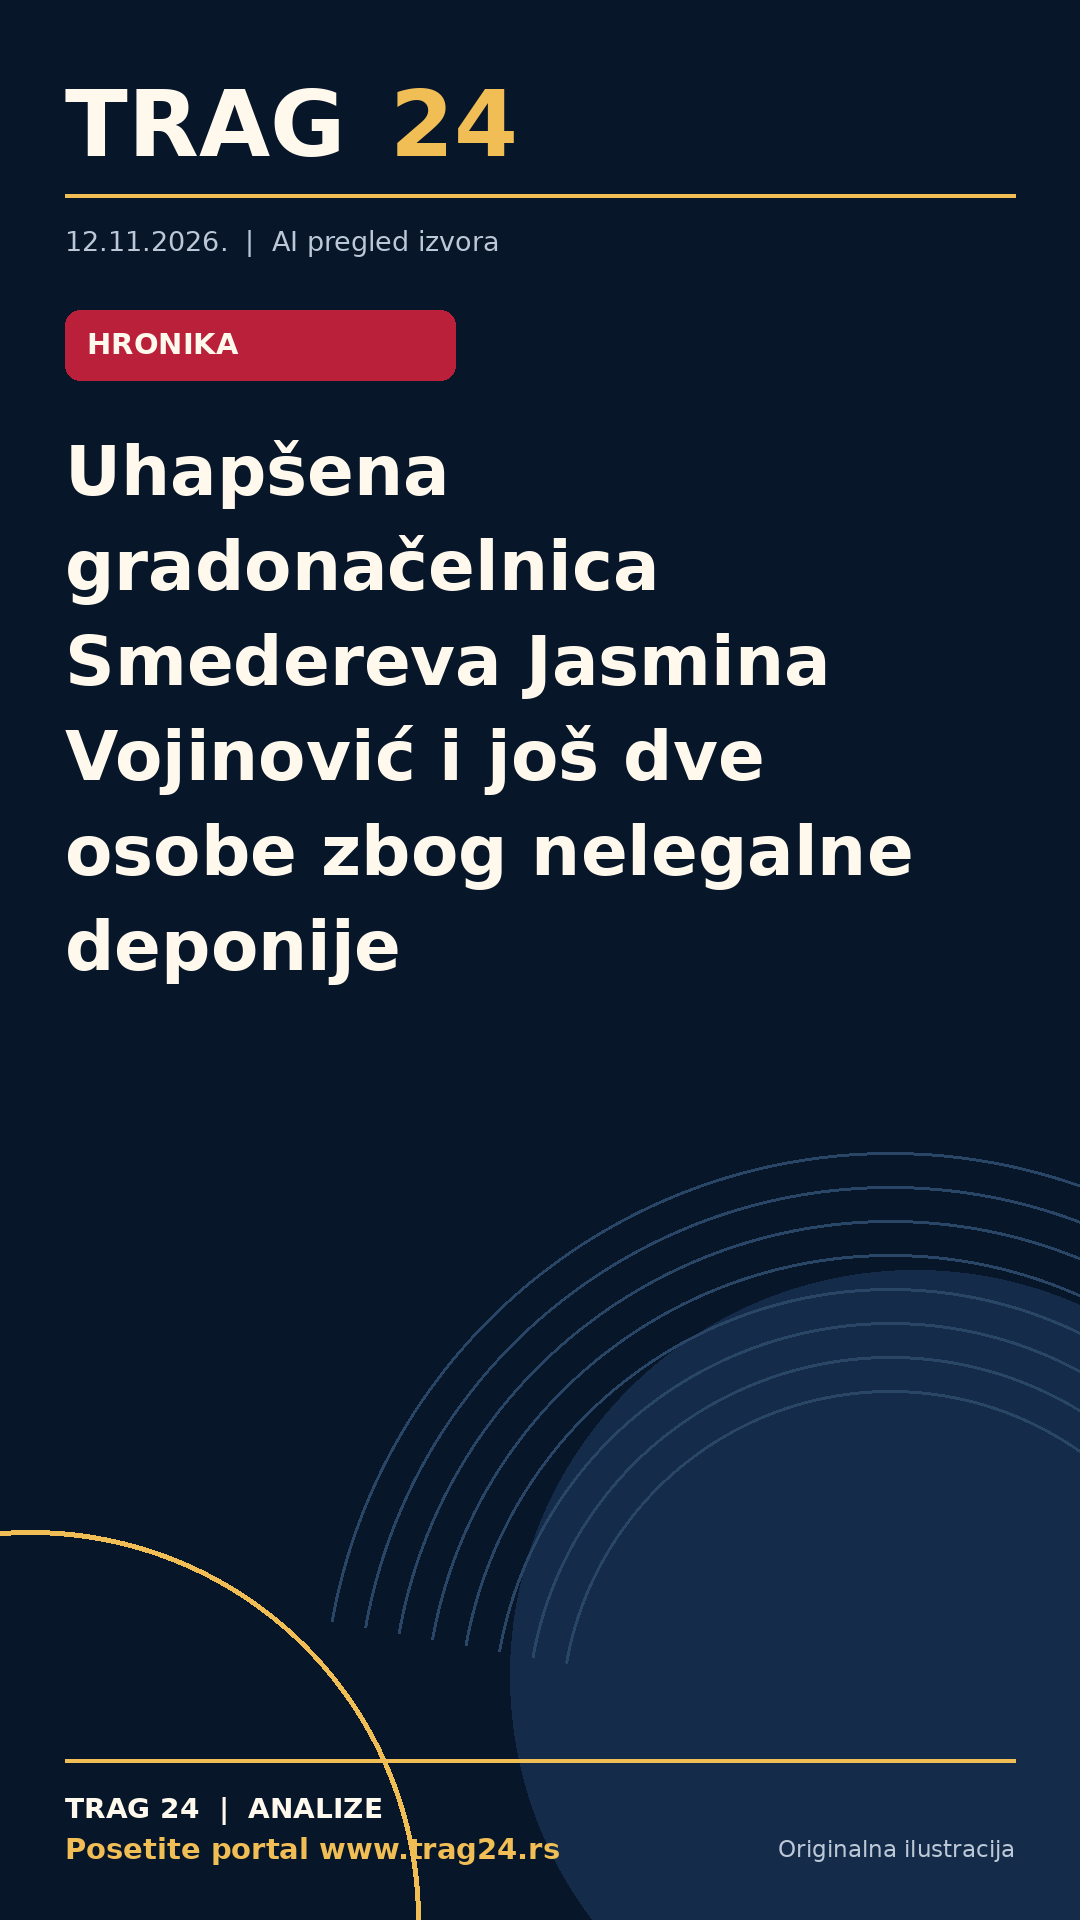 TRAG 24
12.11.2026. | AI pregled izvora
HRONIKA
Uhapšena
gradonačelnica
Smedereva Jasmina
Vojinović i još dve
osobe zbog nelegalne
deponije
TRAG 24 | ANALIZE
Posetite portal www.trag24.rs
Originalna ilustracija